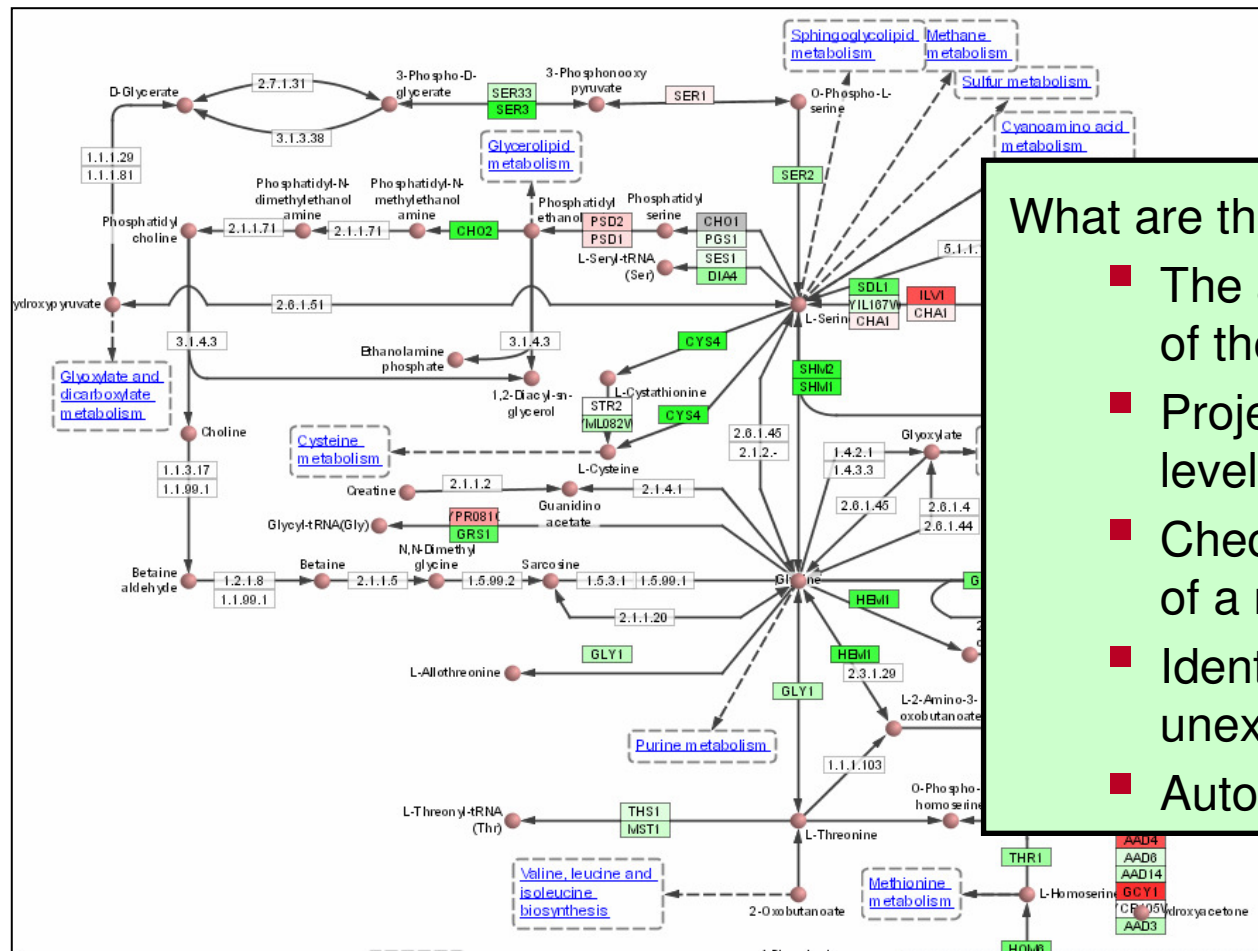 Sphingoglycolipid
metabolism
Methane
metabolism
Sulfur metabolism
Cyanoamino acid
metabolism
D-Glycerate
2.7.1.31
3.1.3.38
3-Phospho-D-
glycerate
SER33
SER3
3-Phosphonooxy
pyruvate
SER1
O-Phospho-L-
serine
1.1.1.29
1.1.1.81
Glycerolipid
metabolism
SER2
Phosphatidyl
choline
2.1.1.71
Phosphatidyl-N-
dimethylethanol
amine
2.1.1.71
Phosphatidyl-N-
methylethanol
amine
CHO2
Phosphatidyl
ethanol
PSD2
PSD1
Phosphatidyl
serine
CHO1
PGS1
L-Seryl-tRNA
(Ser)
SES1
DIA4
5.1.1.
ydroxypyruvate
2.6.1.51
L-Serin
SDL1
YIL167W
CHA1
ILV1
CHA1
3.1.4.3
Ethanolamine
phosphate
3.1.4.3
1,2-Diacyl-sn-
glycerol
CYS4
L-Cystathionine
STR2
YML082W
CYS4
SHM2
SHM1
Glyoxylate and
dicarboxylate
metabolism
Choline
Cysteine
metabolism
L-Cysteine
2.6.1.45
2.1.2.-
1.4.2.1
1.4.3.3
Glyoxylate
2.6.1.45
2.6.1.4
2.6.1.44
1.1.3.17
1.1.99.1
Creatine
2.1.1.2
Guanidino
acetate
2.1.4.1
Glycyl-tRNA(Gly)
YPR081C
GRS1
Betaine
aldehyde
1.2.1.8
1.1.99.1
Betaine
2.1.1.5
N,N-Dimethyl
glycine
1.5.99.2
Sarcosine
1.5.3.1
1.5.99.1
2.1.1.20
G
HEM1
HEM1
2.3.1.29
L-Allothreonine
GLY1
GLY1
L-2-Amino-3-
oxobutanoate
Purine metabolism
1.1.1.103
L-Threonyl-tRNA
(Thr)
THS1
MST1
L-Threonine
O-Phospho-
homoserine
Valine, leucine and
isoleucine
biosynthesis
2-Oxobutanoate
Methionine
metabolism
THR1
L-Homoserine
HOM6
AAD4
AAD6
AAD14
GCY1
AAD3
ydroxyacetone
What are th
The
of the
Proje
level
Chec
of a
Ident
unex
Auto